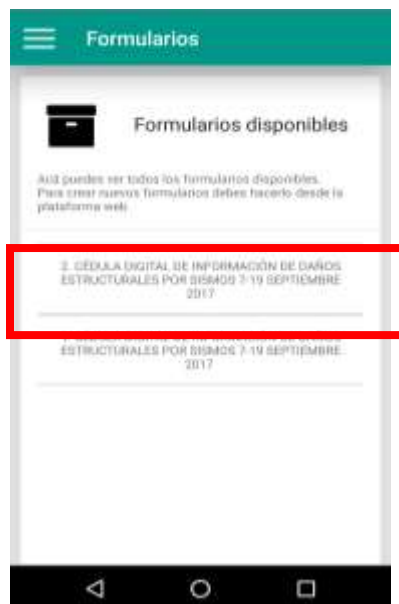 Formularios
Formularios disponibles
Acá puedes ver todos los formularios disponibles.
Para crear nuevos formularios debes hacerlo desde la
plataforma web.
2. CÉDULA DIGITAL DE INFORMACIÓN DE DAÑOS
ESTRUCTURALES POR SISMOS 7-19 SEPTIEMBRE
2017
ESTRUCTURALES POR SISMOS 7-19 SEPTIEMBRE
2017